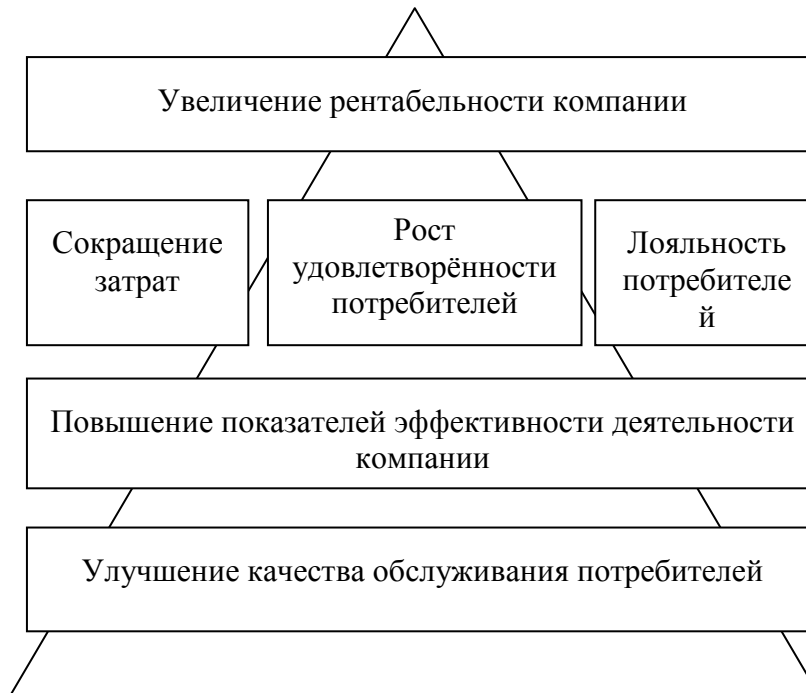 Увеличение рентабельности компании
Сокращение
затрат
Рост
удовлетворённости
потребителей
Лояльность
потребителе
й
Повышение показателей эффективности деятельности
компании
Улучшение качества обслуживания потребителей